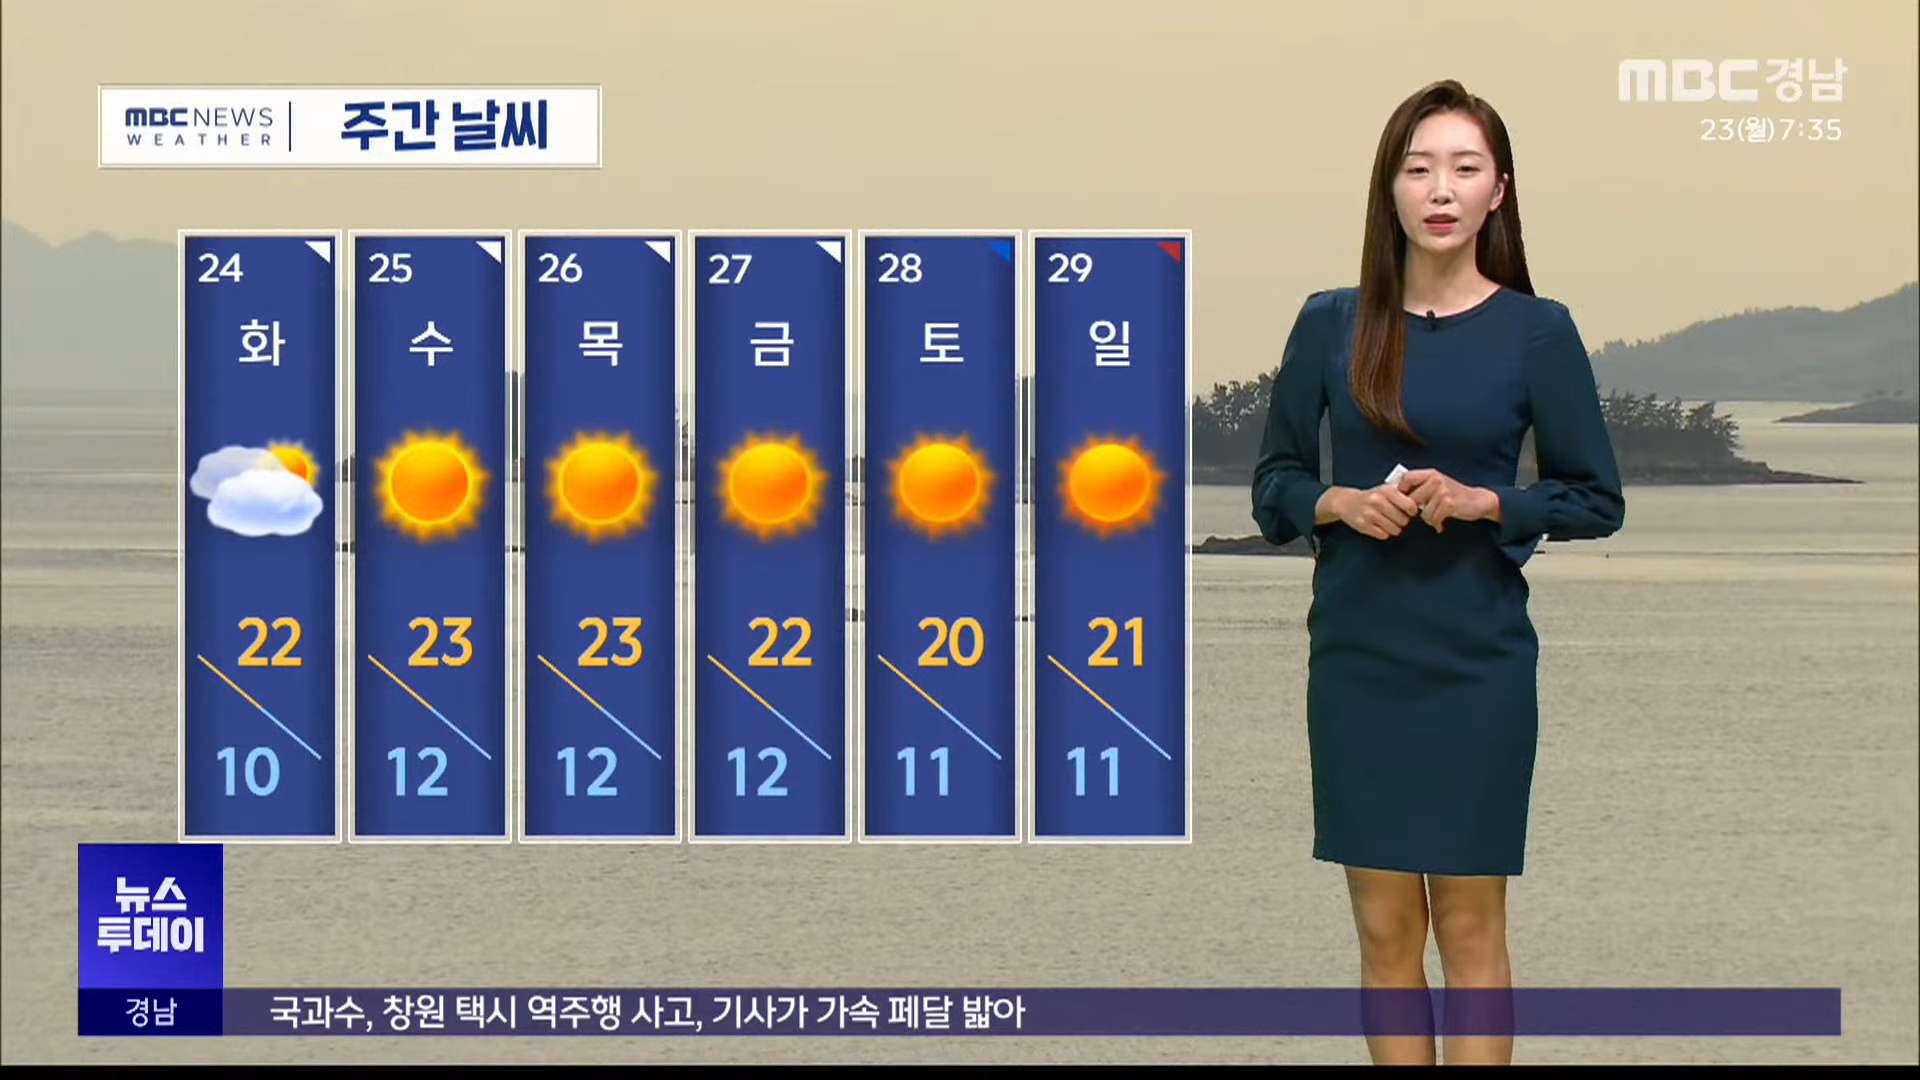 MBC NEWS
WEATHER
주간 날씨
MBC경남
23(월)7:35
24 25 26 27 28 29
화 수 목 금 토 일
22 23 23 22 20 21
10 12 12 12 11 11
뉴스
투데이
경남
국과수, 창원 택시 역주행 사고, 기사가 가속 페달 밟아